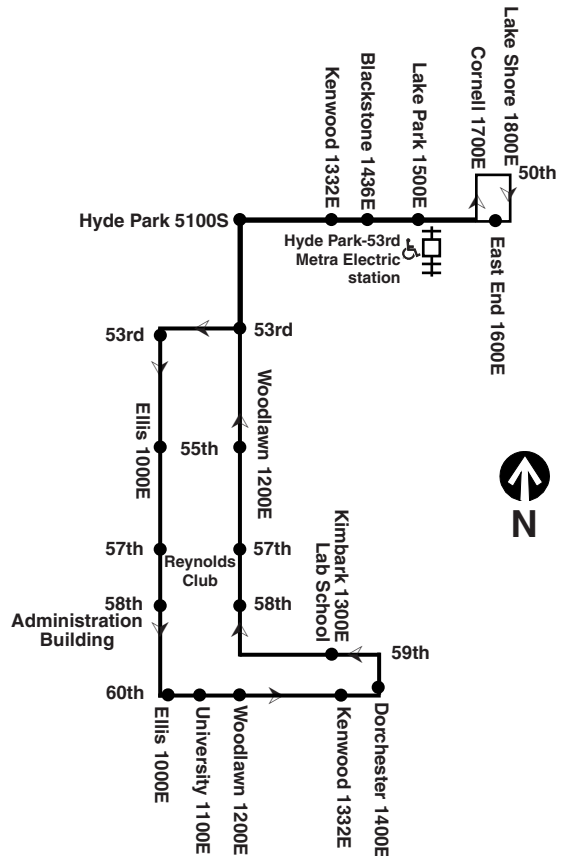 Lake Shore 1800E
Cornell 1700E
Lake Park 1500E
Blackstone 1436E
Kenwood 1332E
50th
Hyde Park 5100S
Hyde Park-53rd
Metra Electric
station
East End 1600E
53rd
53rd
Ellis 1000E
55th
Woodlawn 1200E
N
57th
Reynolds
Club
57th
Kimbark 1300E
Lab School
58th
58th
Administration
Building
59th
60th
Ellis 1000E
University 1100E
Woodlawn 1200E
Kenwood 1332E
Dorchester 1400E